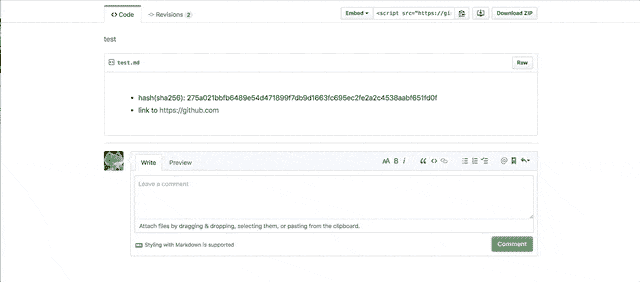 Code
Revisions 2
Embed
<script src="https://gi
Download ZIP
test
test.md
Raw
hash(sha256): 275a021bbfb6489e54d471899f7db9d1663fc695ec2fe2a2c4538aabf651fd0f
link to https://github.com
Write
Preview
AA B i
Leave a comment
Attach files by dragging & dropping, selecting them, or pasting from the clipboard.
Styling with Markdown is supported
Comment